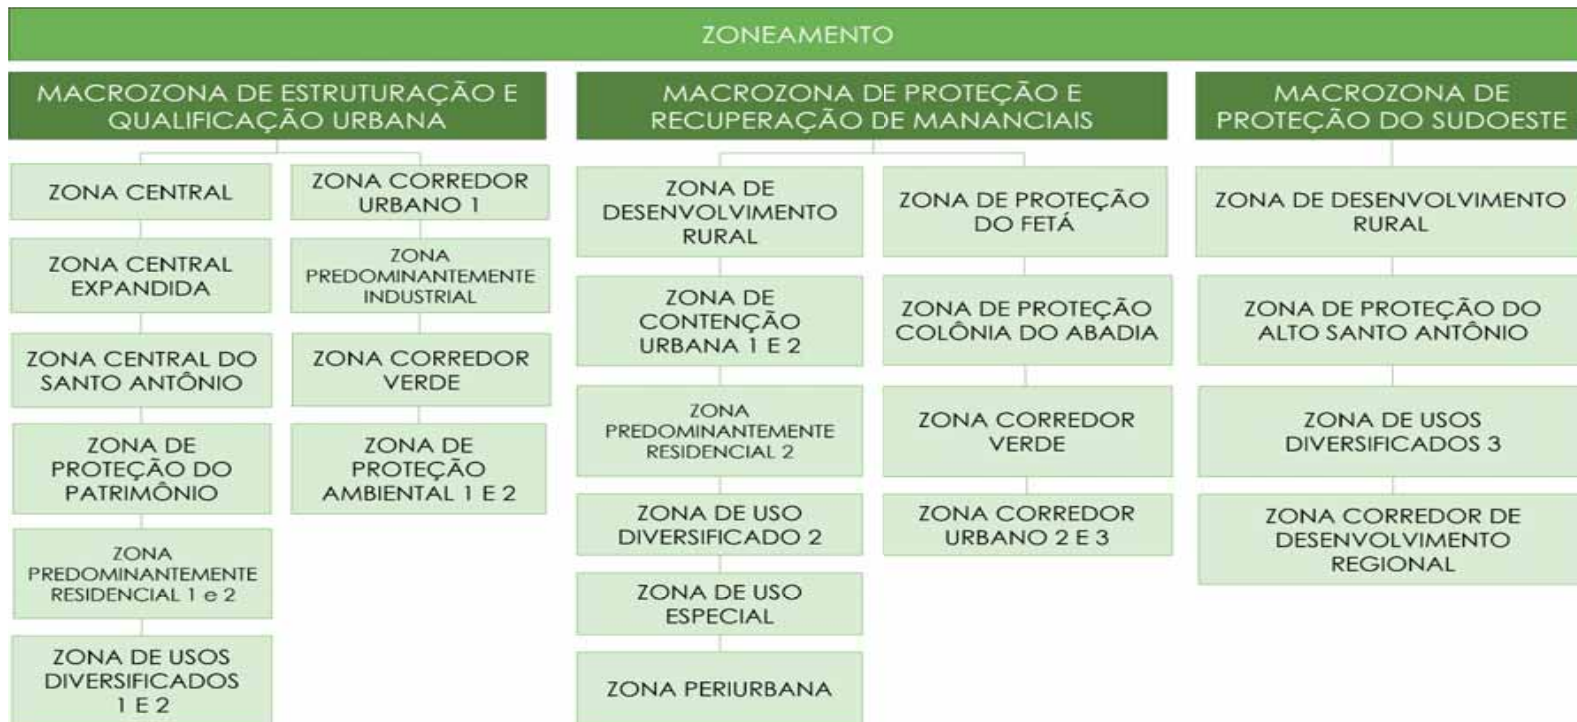 ZONEAMENTO
MACROZONA DE ESTRUTURAÇÃO E
QUALIFICAÇÃO URBANA
ZONA CENTRAL
ZONA CENTRAL
EXPANDIDA
ZONA CENTRAL DO
SANTO ANTÔNIO
ZONA DE
PROTEÇÃO DO
PATRIMÔNIO
ZONA
PREDOMINANTEMENTE
RESIDENCIAL 1 e 2
ZONA DE USOS
DIVERSIFICADOS
1 E 2
ZONA CORREDOR
URBANO 1
ZONA
PREDOMINANTEMENTE
INDUSTRIAL
ZONA CORREDOR
VERDE
ZONA DE
PROTEÇÃO
AMBIENTAL 1 E 2
MACROZONA DE PROTEÇÃO E
RECUPERAÇÃO DE MANANCIAIS
ZONA DE
DESENVOLVIMENTO
RURAL
ZONA DE
CONTENÇÃO
URBANA 1 E 2
ZONA
PREDOMINANTEMENTE
RESIDENCIAL 2
ZONA DE USO
DIVERSIFICADO 2
ZONA DE USO
ESPECIAL
ZONA PERIURBANA
ZONA DE PROTEÇÃO
DO FETÁ
ZONA DE PROTEÇÃO
COLÔNIA DO ABADIA
ZONA CORREDOR
VERDE
ZONA CORREDOR
URBANO 2 E 3
MACROZONA DE
PROTEÇÃO DO SUDOESTE
ZONA DE DESENVOLVIMENTO
RURAL
ZONA DE PROTEÇÃO DO
ALTO SANTO ANTÔNIO
ZONA DE USOS
DIVERSIFICADOS 3
ZONA CORREDOR DE
DESENVOLVIMENTO
REGIONAL